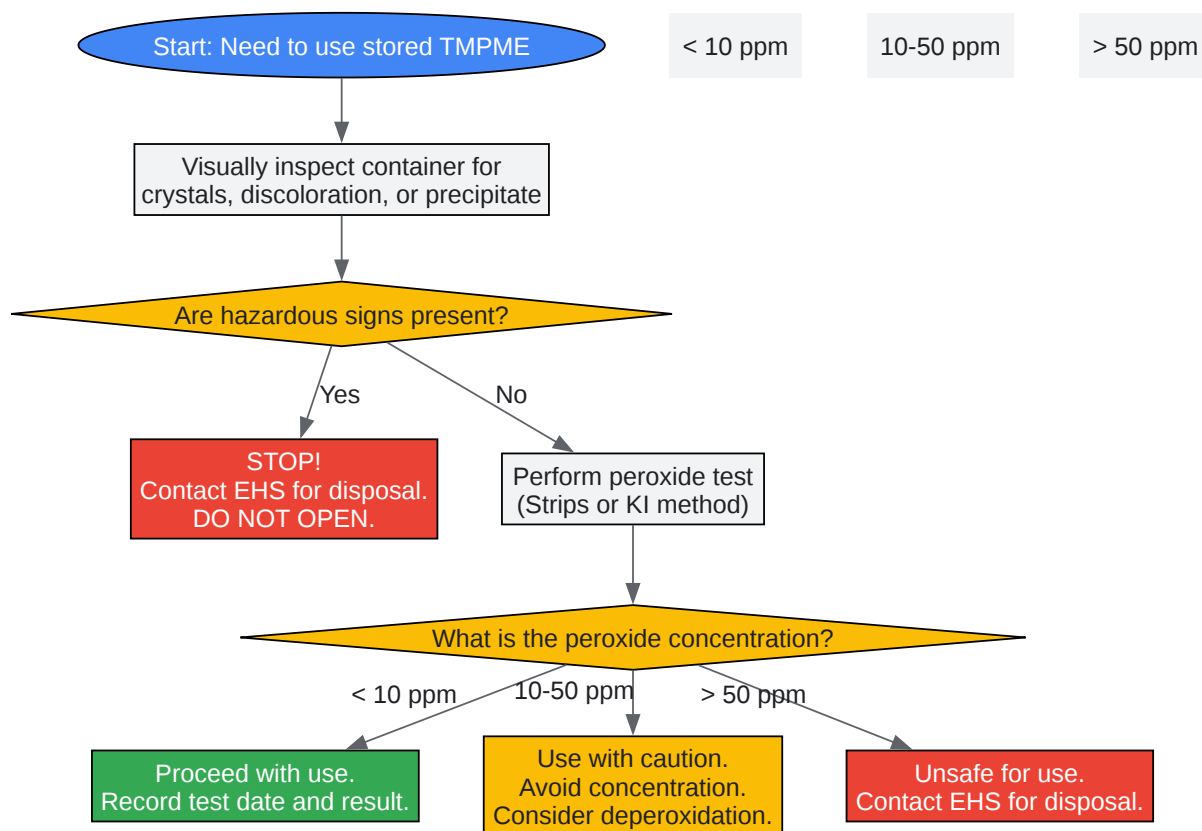 Start: Need to use stored TMPME
< 10 ppm
10-50 ppm
> 50 ppm
Visually inspect container for
crystals, discoloration, or precipitate
Are hazardous signs present?
Yes
No
STOP!
Contact EHS for disposal.
DO NOT OPEN.
Perform peroxide test
(Strips or KI method)
What is the peroxide concentration?
< 10 ppm
10-50 ppm
> 50 ppm
Proceed with use.
Record test date and result.
Use with caution.
Avoid concentration.
Consider deperoxidation.
Unsafe for use.
Contact EHS for disposal.